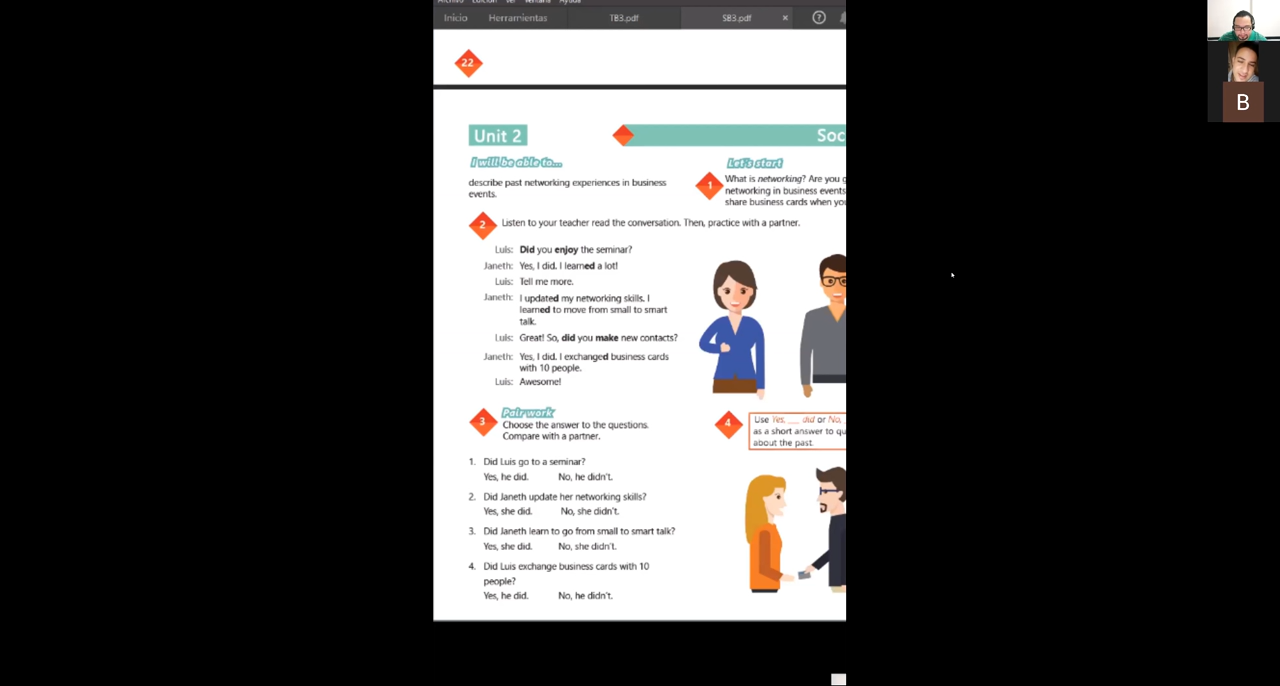 Archivo Edición Ver Ventana Ayuda
Inicio Herramientas TB3.pdf SB3.pdf × ?
22
Unit 2
Soc
I will be able to...
describe past networking experiences in business
events.
Let's start
1
What is networking? Are you g
networking in business events
share business cards when you
2
Listen to your teacher read the conversation. Then, practice with a partner.
Luis: Did you enjoy the seminar?
Janeth: Yes, I did. I learned a lot!
Luis: Tell me more.
Janeth: I updated my networking skills. I
learned to move from small to smart
talk.
Luis: Great! So, did you make new contacts?
Janeth: Yes, I did. I exchanged business cards
with 10 people.
Luis: Awesome!
3
Pair work
Choose the answer to the questions.
Compare with a partner.
1. Did Luis go to a seminar?
Yes, he did. No, he didn't.
2. Did Janeth update her networking skills?
Yes, she did. No, she didn't.
3. Did Janeth learn to go from small to smart talk?
Yes, she did. No, she didn't.
4. Did Luis exchange business cards with 10
people?
Yes, he did. No, he didn't.
4
Use Yes, __ did or No,
as a short answer to qu
about the past.
B